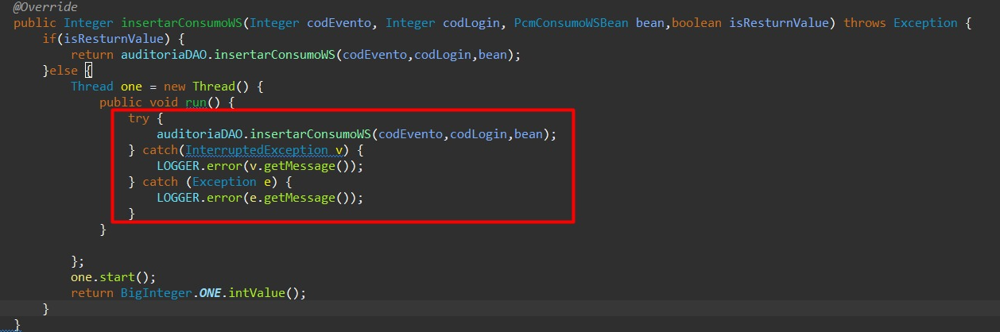 @Override
public Integer insertarConsumoWS(Integer codEvento, Integer codLogin, PcmConsumoWSBean bean,boolean isResturnValue) throws Exception {
if(isResturnValue) {
return auditoriaDAO.insertarConsumoWS(codEvento,codLogin,bean);
}else {
Thread one = new Thread() {
public void run() {
try {
auditoriaDAO.insertarConsumoWS(codEvento,codLogin,bean);
} catch(InterruptedException v) {
LOGGER.error(v.getMessage());
} catch (Exception e) {
LOGGER.error(e.getMessage());
}
}
};
one.start();
return BigInteger.ONE.intValue();
}
}